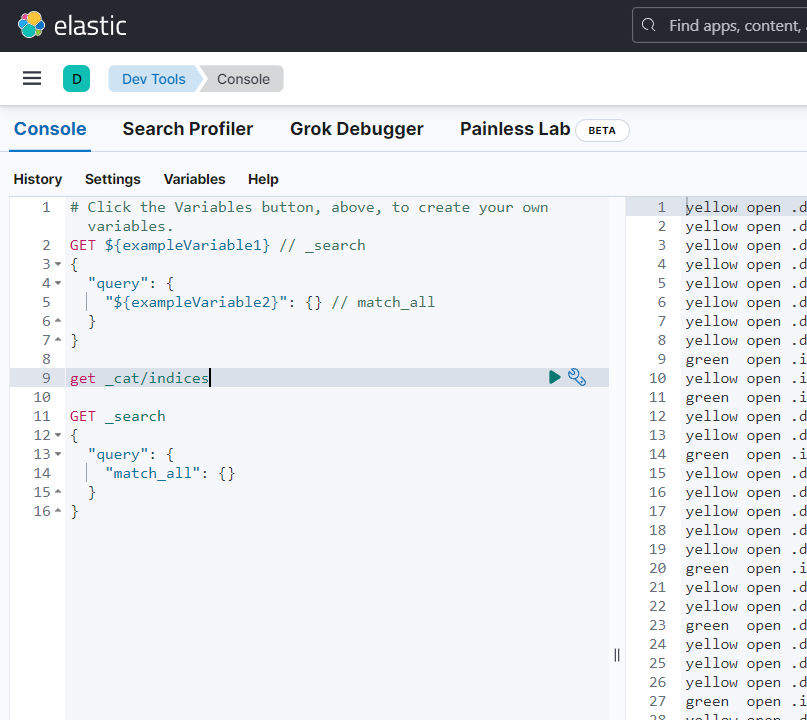 elastic
Find apps, content,
D
Dev Tools
Console
Console
Search Profiler
Grok Debugger
Painless Lab
BETA
History
Settings
Variables
Help
1 # Click the Variables button, above, to create your own
variables.
2 GET ${exampleVariable1} // _search
3 {
4 "query": {
5 "${exampleVariable2}": {} // match_all
6 }
7 }
8
9 get _cat/indices
10
11 GET _search
12 {
13 "query": {
14 "match_all": {}
15 }
16 }
1 yellow open .d
2 yellow open .d
3 yellow open .d
4 yellow open .d
5 yellow open .d
6 yellow open .d
7 yellow open .d
8 yellow open .d
9 green open .i
10 yellow open .i
11 green open .i
12 yellow open .d
13 yellow open .d
14 green open .i
15 yellow open .d
16 yellow open .d
17 yellow open .d
18 yellow open .d
19 yellow open .d
20 green open .i
21 yellow open .d
22 yellow open .d
23 green open .d
24 yellow open .d
25 yellow open .d
26 yellow open .d
27 green open .i
28 yellow open .d